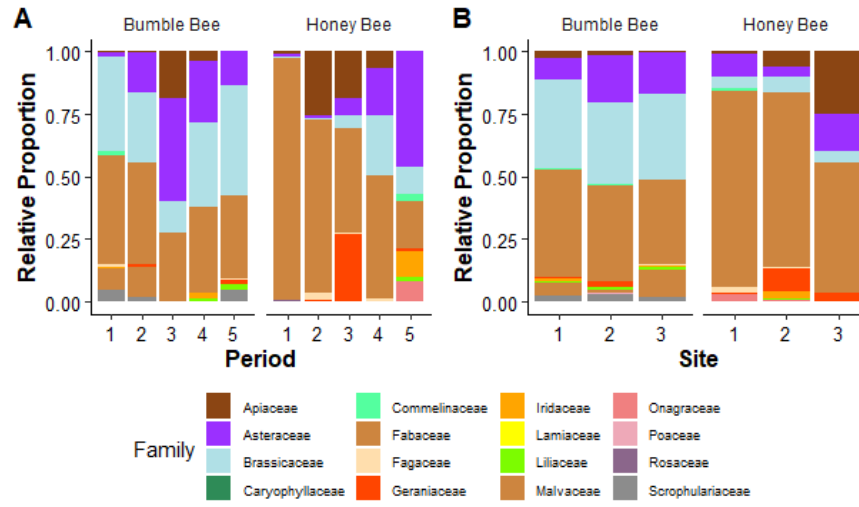 A
Bumble Bee
Honey Bee
Relative Proportion
1.00
0.75
0.50
0.25
0.00
1 2 3 4 5
1 2 3 4 5
Period
B
Bumble Bee
Honey Bee
Relative Proportion
1.00
0.75
0.50
0.25
0.00
1 2 3
1 2 3
Site
Family
Apiaceae
Asteraceae
Brassicaceae
Caryophyllaceae
Commelinaceae
Fabaceae
Fagaceae
Geraniaceae
Iridaceae
Lamiaceae
Liliaceae
Malvaceae
Onagraceae
Poaceae
Rosaceae
Scrophulariaceae